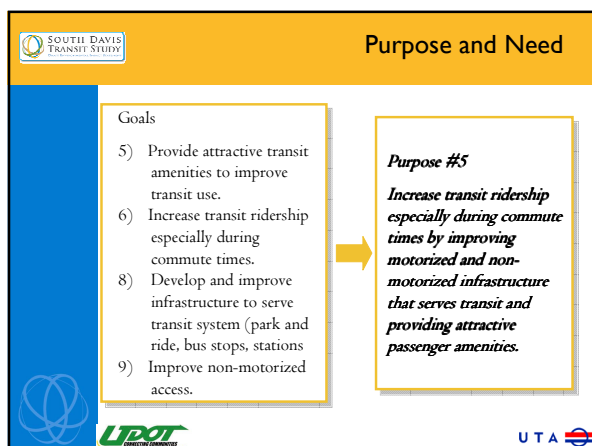 SOUTH DAVIS
TRANSIT STUDY
Purpose and Need
Goals
5) Provide attractive transit
amenities to improve
transit use.
6) Increase transit ridership
especially during
commute times.
8) Develop and improve
infrastructure to serve
transit system (park and
ride, bus stops, stations
9) Improve non-motorized
access.
Purpose #5
Increase transit ridership
especially during commute
times by improving
motorized and non-
motorized infrastructure
that serves transit and
providing attractive
passenger amenities.
UDOT
CONNECTING COMMUNITIES
UTA